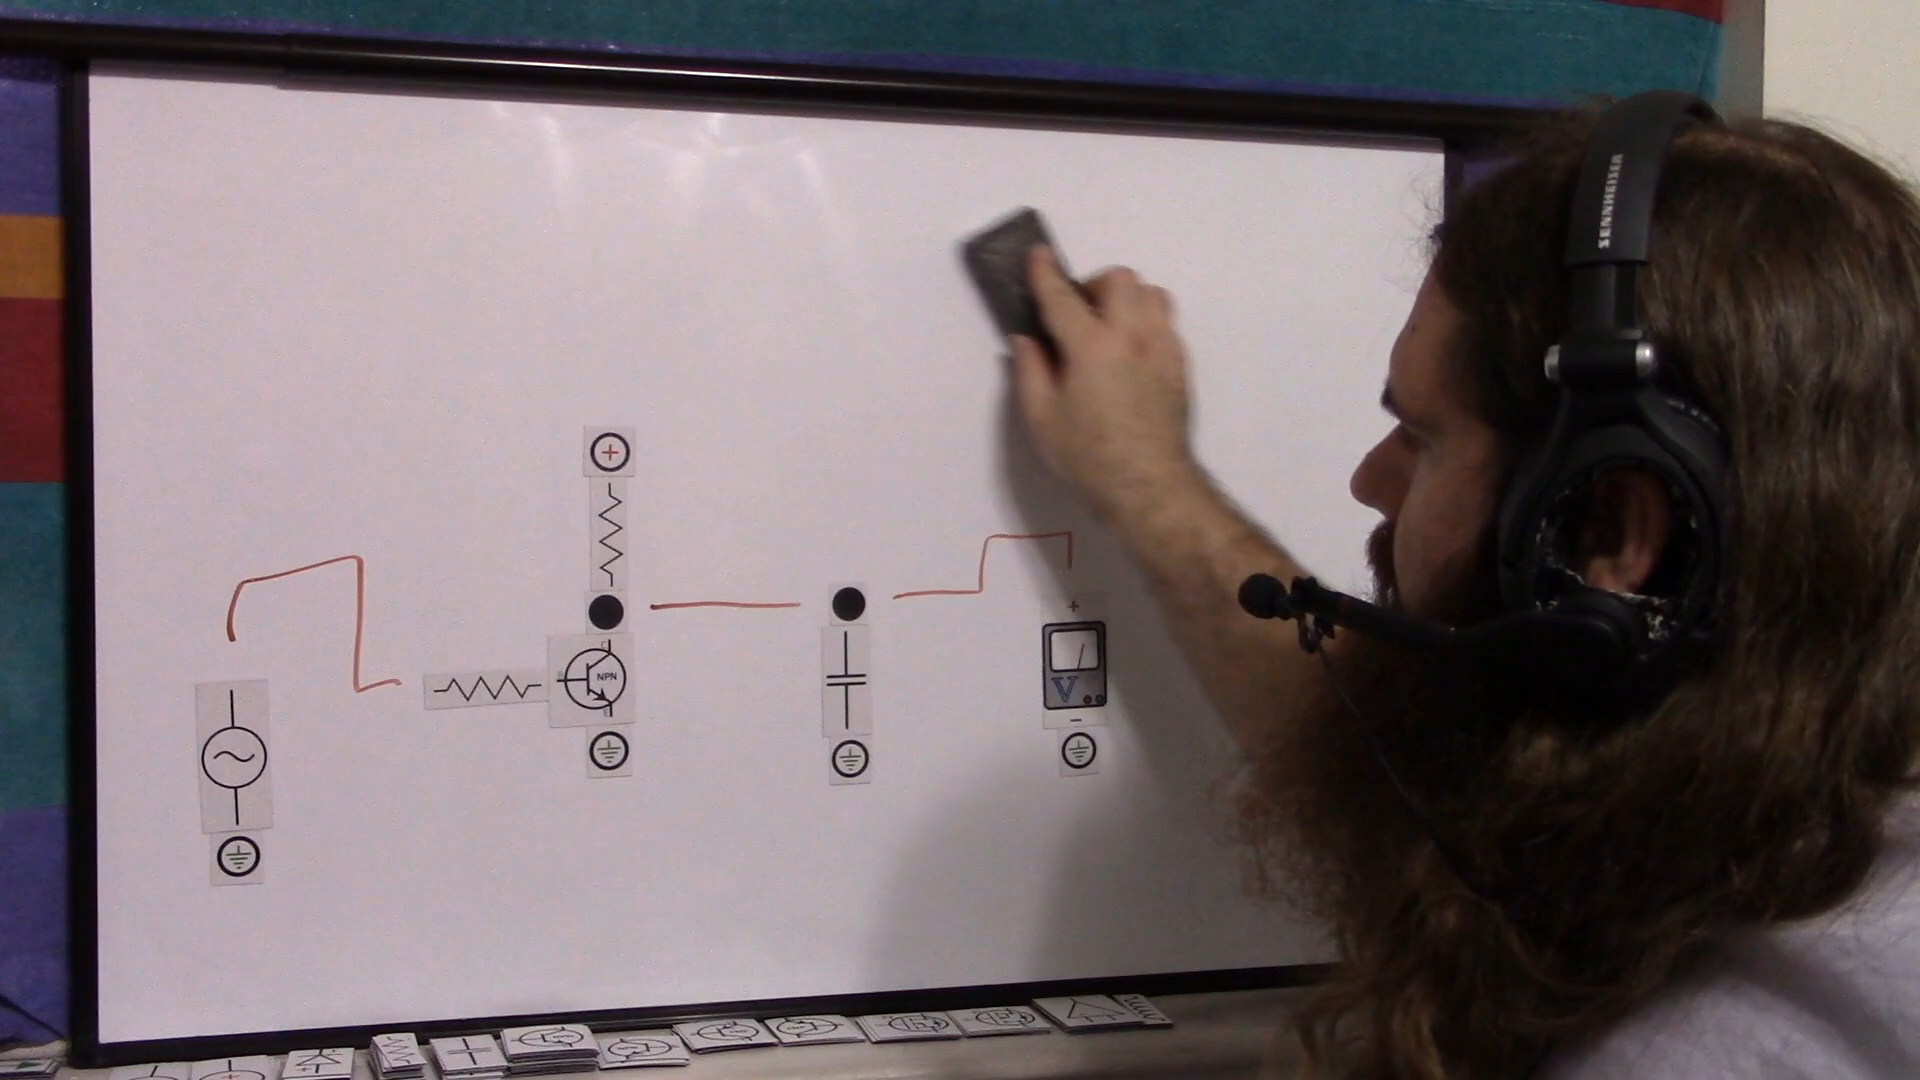 SENNHEISER
+
+
NPN
V
−